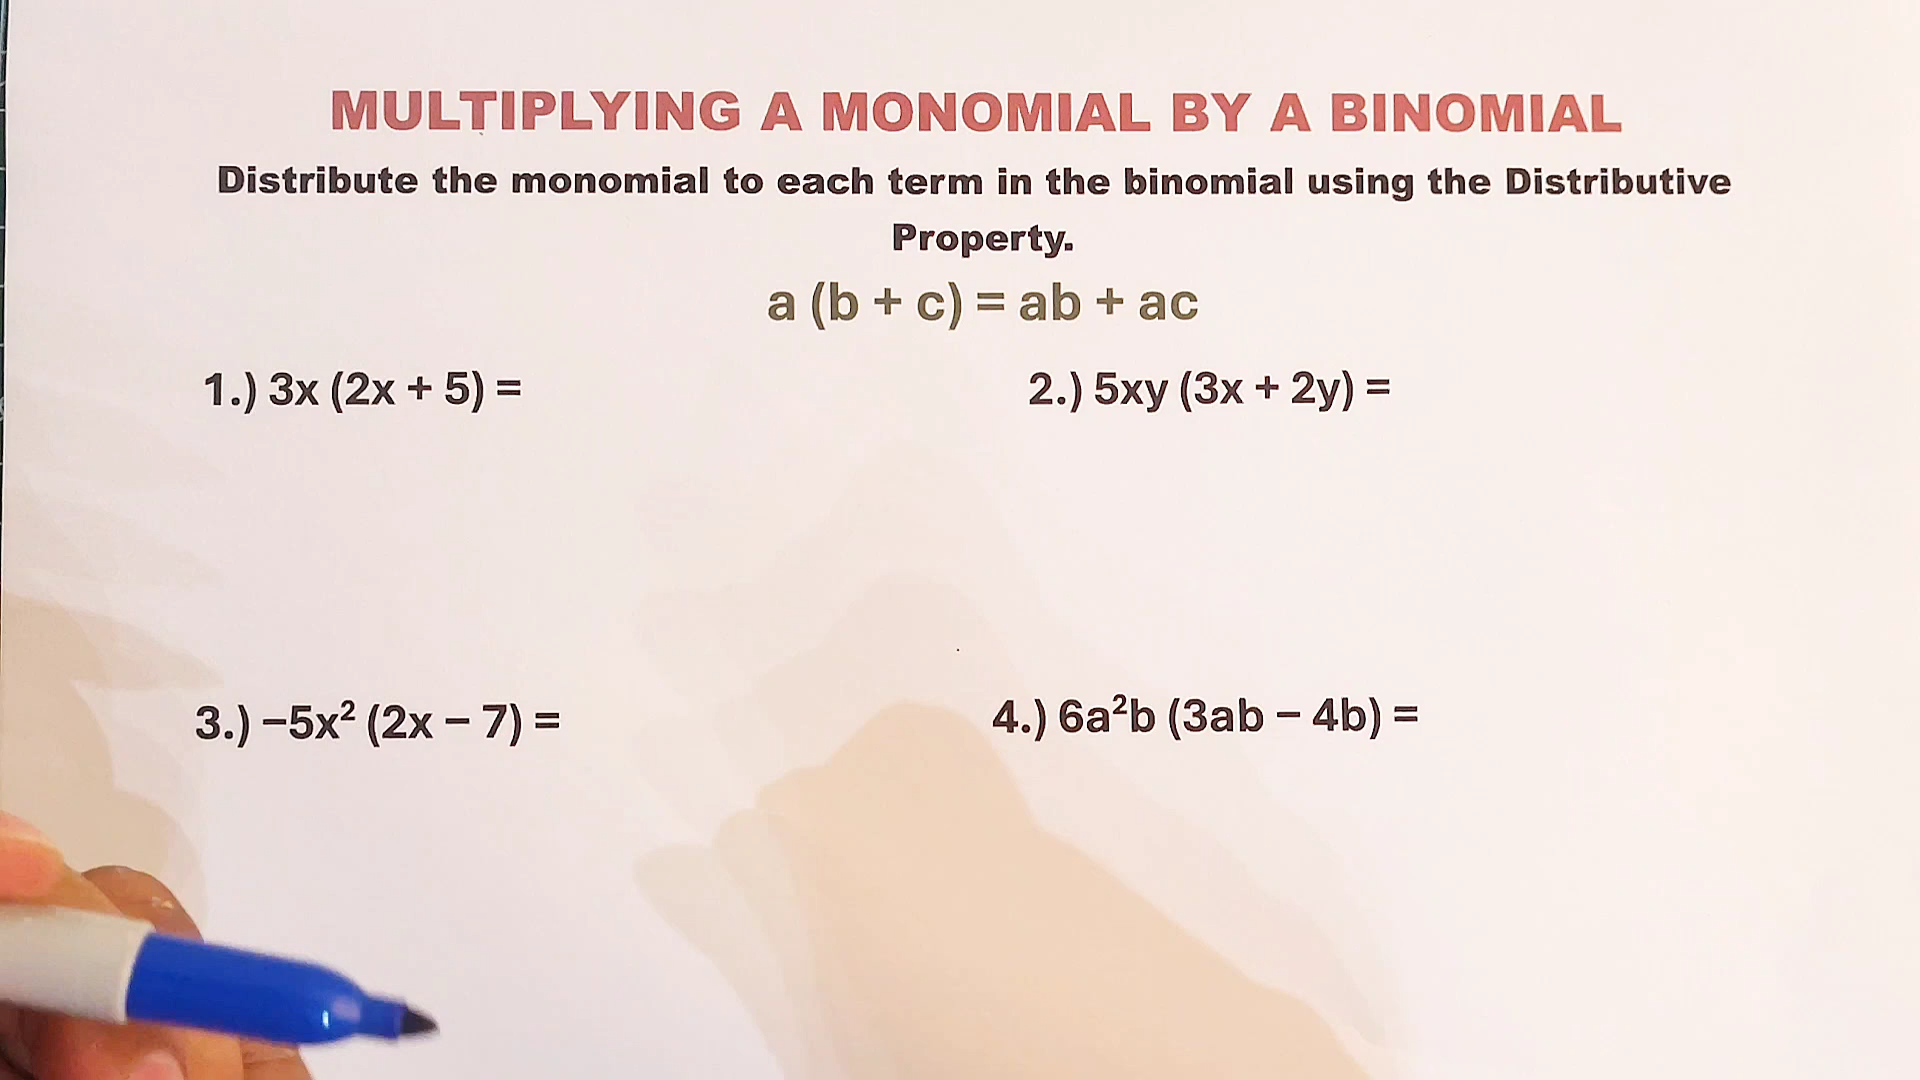 MULTIPLYING A MONOMIAL BY A BINOMIAL
Distribute the monomial to each term in the binomial using the Distributive
Property.
a (b + c) = ab + ac
1.) 3x (2x + 5) =
2.) 5xy (3x + 2y) =
3.) –5x² (2x – 7) =
4.) 6a²b (3ab – 4b) =